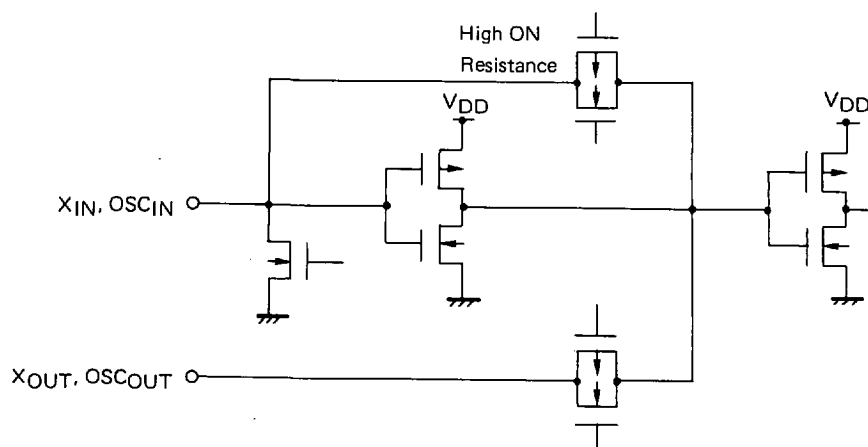 High ON
Resistance
VDD
VDD
XIN, OSCIN
XOUT, OSCOUT